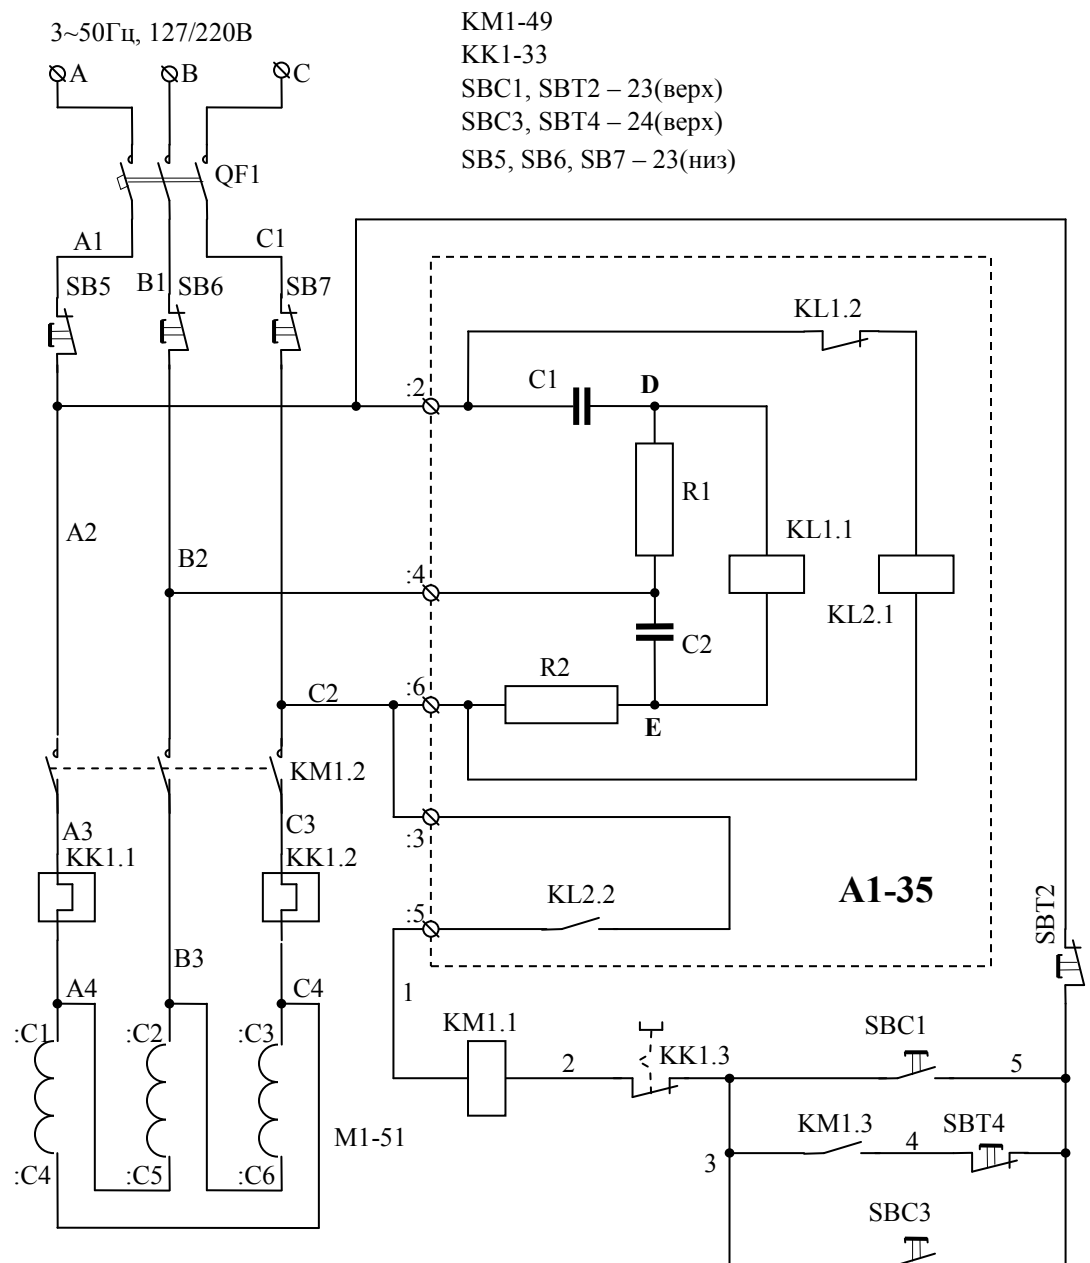 3~50Гц, 127/220В
KM1-49
KK1-33
SBC1, SBT2 – 23(верх)
SBC3, SBT4 – 24(верх)
SB5, SB6, SB7 – 23(низ)
A
B
C
QF1
A1
C1
SB5
B1
SB6
SB7
KL1.2
:2
C1
D
R1
A2
B2
KL1.1
:4
KL2.1
C2
R2
C2
:6
E
KM1.2
A3
C3
:3
KK1.1
KK1.2
A1-35
KL2.2
:5
SBT2
B3
A4
C4
1
:C1
:C2
:C3
KM1.1
2
KK1.3
SBC1
5
M1-51
KM1.3
4
SBT4
3
:C4
:C5
:C6
SBC3